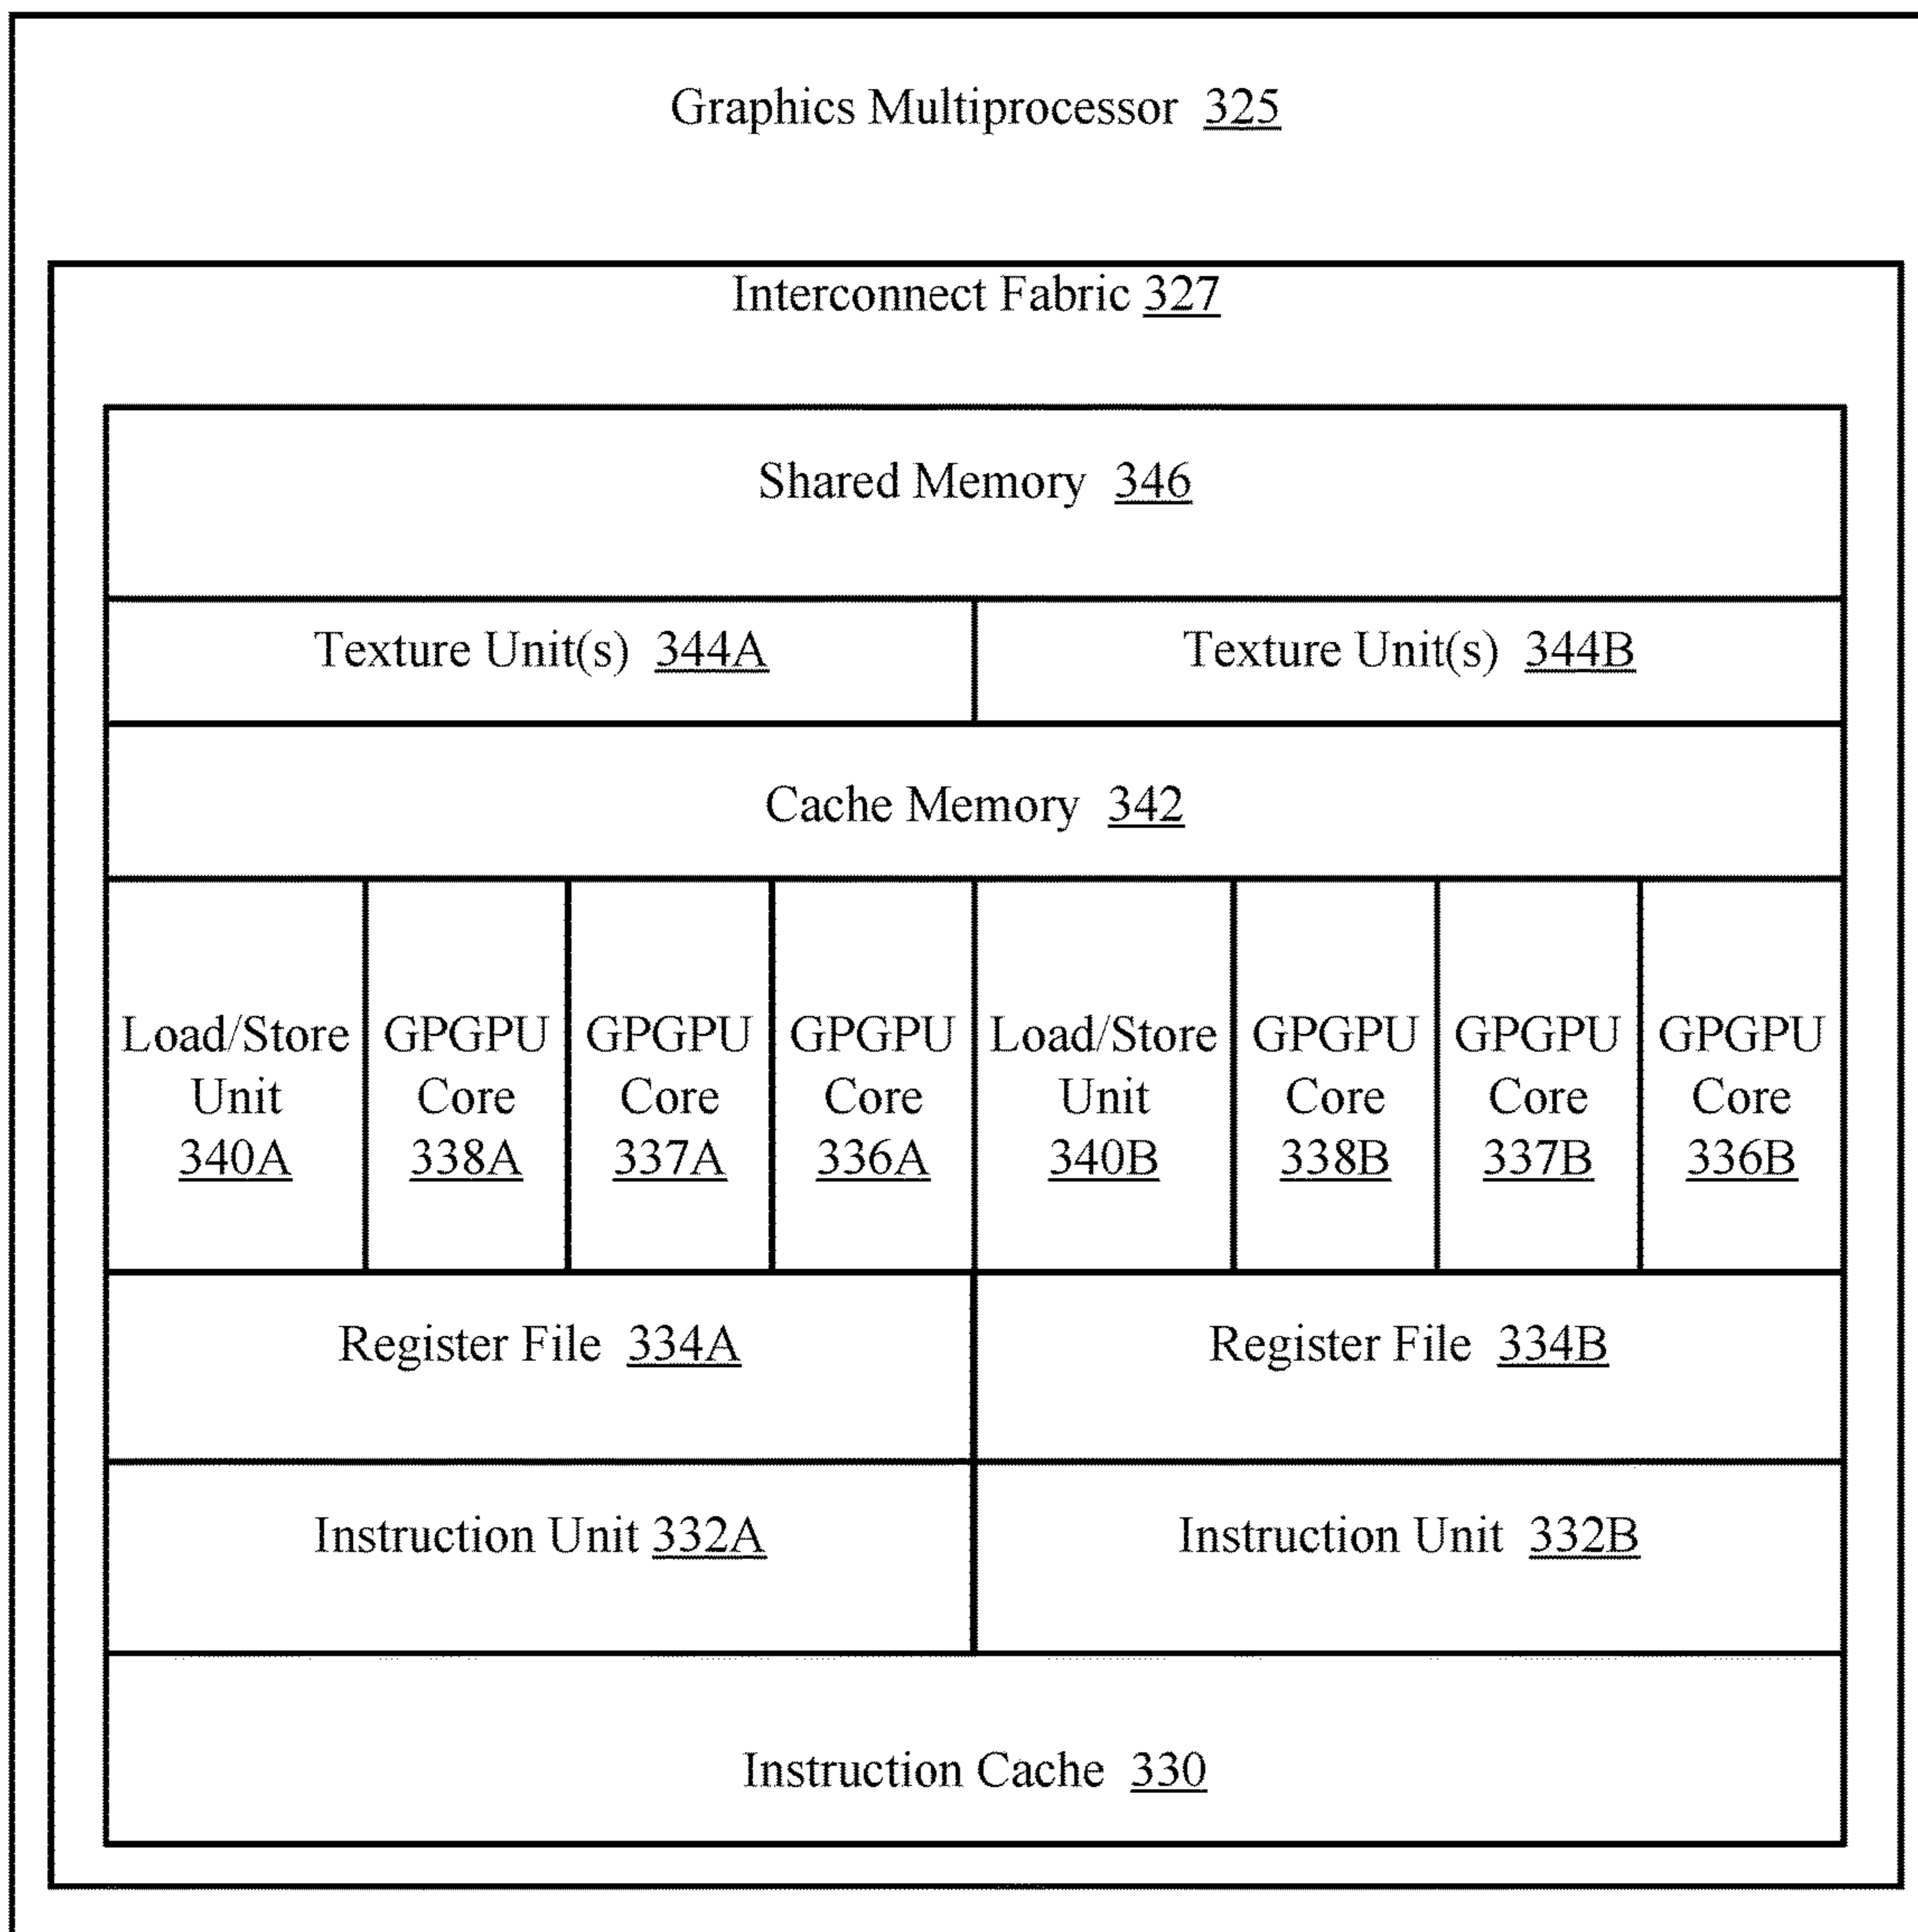 Graphics Multiprocessor 325
Interconnect Fabric 327
Shared Memory 346
Texture Unit(s) 344A
Texture Unit(s) 344B
Cache Memory 342
Load/Store
Unit
340A
GPGPU
Core
338A
GPGPU
Core
337A
GPGPU
Core
336A
Load/Store
Unit
340B
GPGPU
Core
338B
GPGPU
Core
337B
GPGPU
Core
336B
Register File 334A
Register File 334B
Instruction Unit 332A
Instruction Unit 332B
Instruction Cache 330